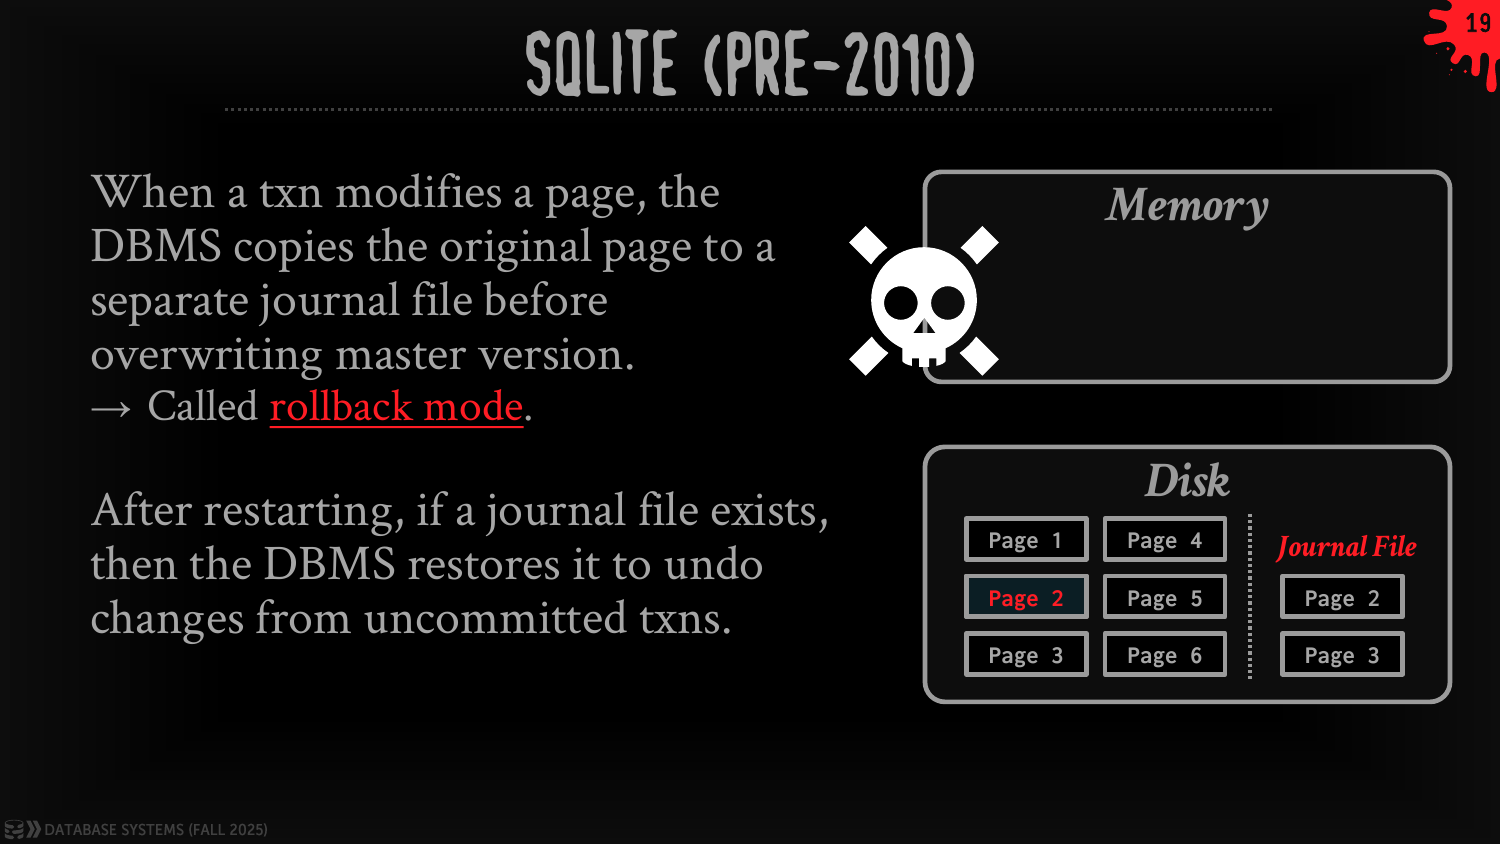 19
SQLITE (PRE-2010)
When a txn modifies a page, the
DBMS copies the original page to a
separate journal file before
overwriting master version.
→ Called rollback mode.
After restarting, if a journal file exists,
then the DBMS restores it to undo
changes from uncommitted txns.
Memory
Disk
Page 1
Page 4
Journal File
Page 2
Page 5
Page 2
Page 3
Page 6
Page 3
DATABASE SYSTEMS (FALL 2025)